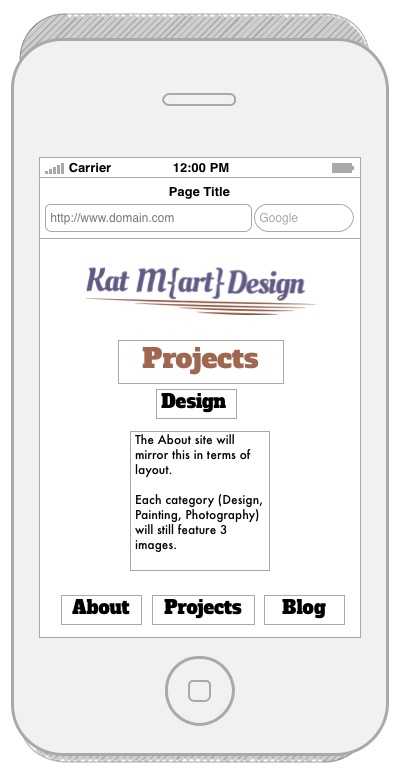 Carrier 12:00 PM
Page Title
http://www.domain.com Google
Kat M{art}Design
Projects
Design
The About site will
mirror this in terms of
layout.
Each category (Design,
Painting, Photography)
will still feature 3
images.
About Projects Blog